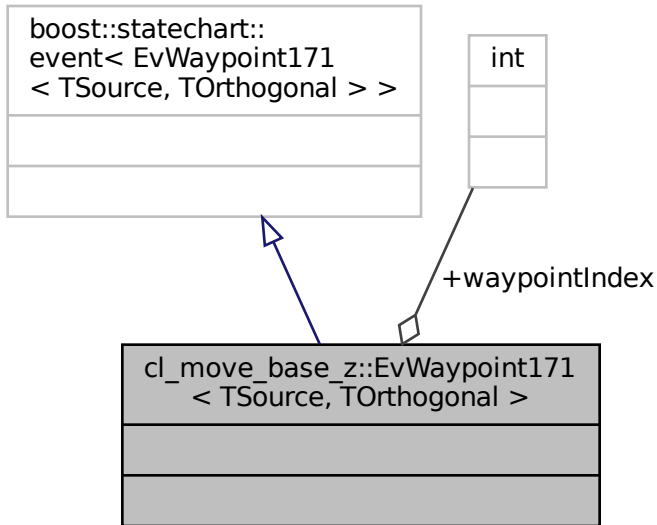 boost::statechart::
event< EvWaypoint171
< TSource, TOrthogonal > >
int
+waypointIndex
cl_move_base_z::EvWaypoint171
< TSource, TOrthogonal >